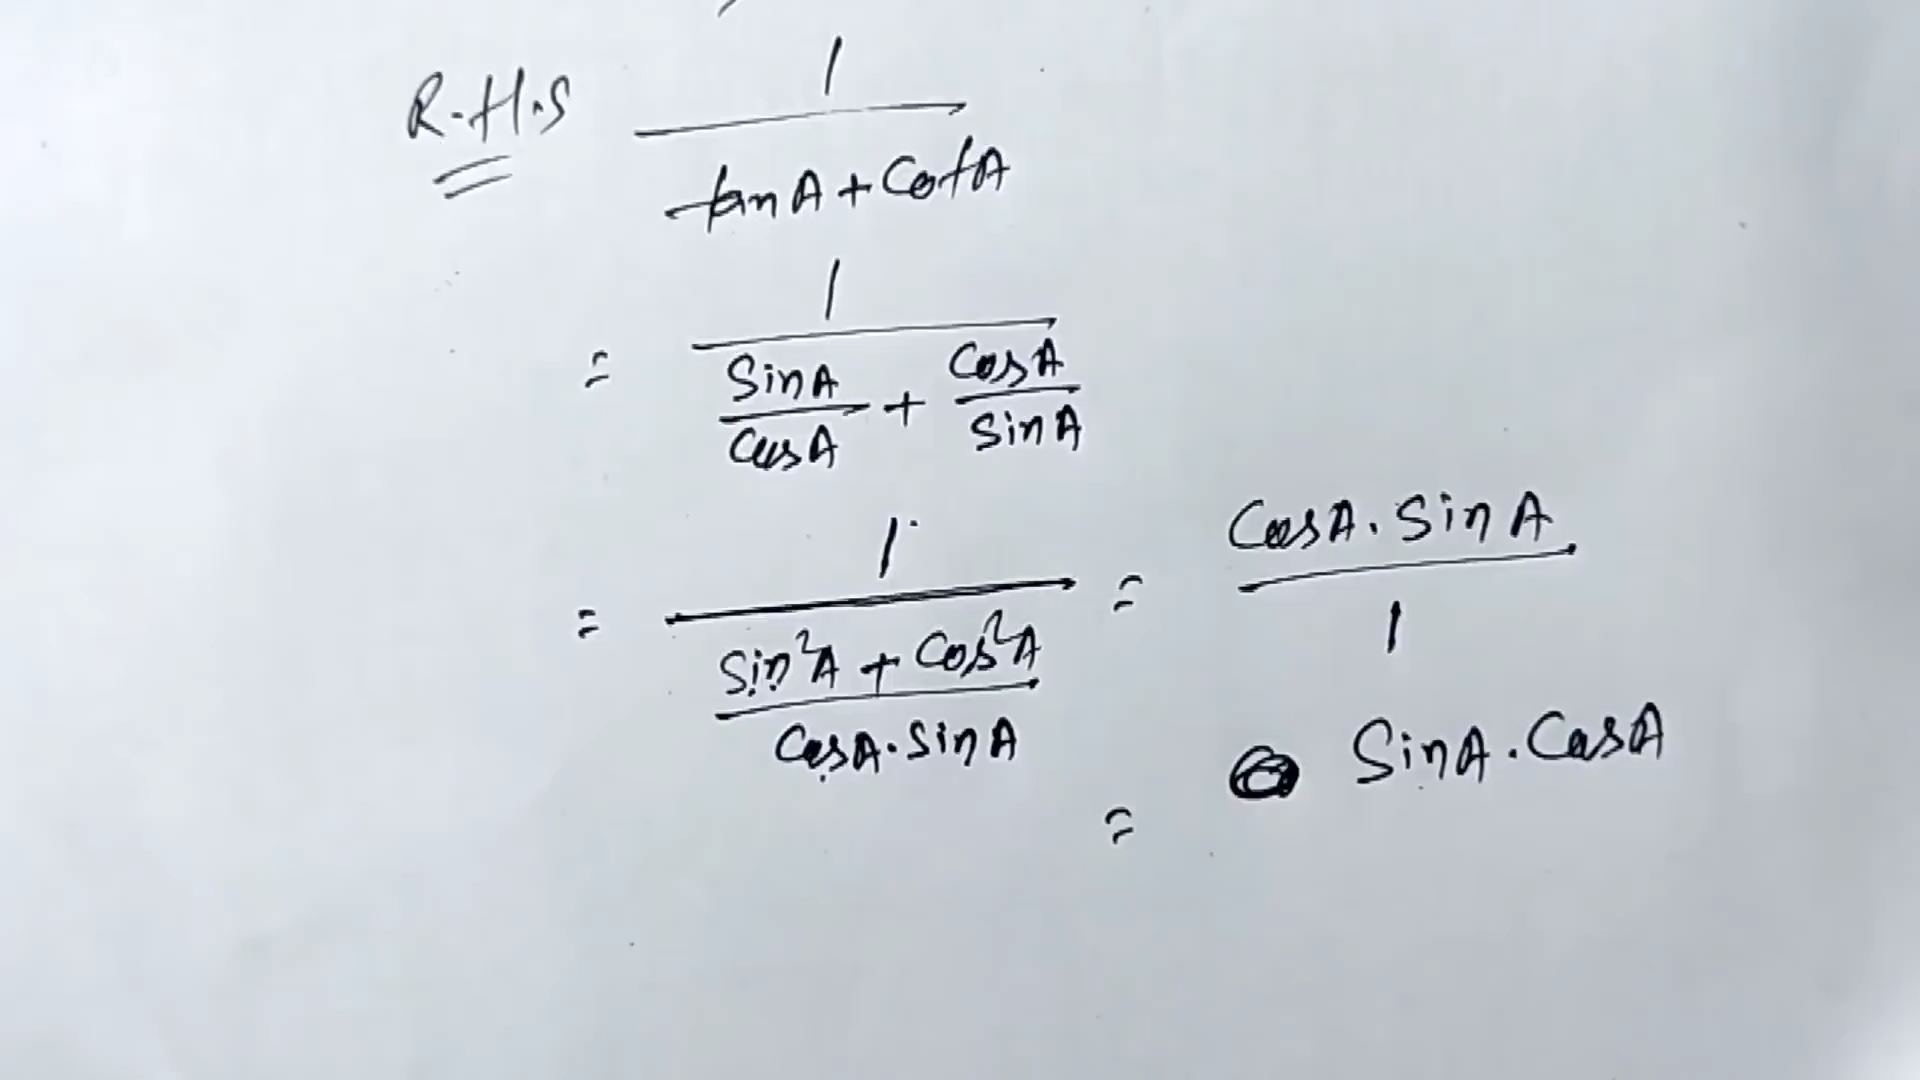 R.H.S 1 / tanA + CotA
= 1 / (SinA/CosA + CosA/SinA)
= 1 / ((Sin²A + Cos²A)/(CosA.SinA)) = CosA.SinA / 1
= SinA.CosA